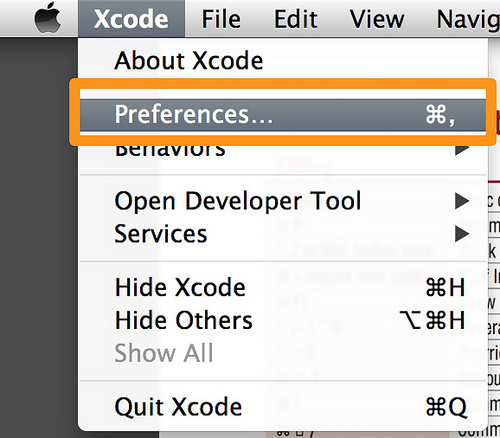 Xcode File Edit View Navig
About Xcode
Preferences... ⌘,
Behaviors
Open Developer Tool
Services
Hide Xcode ⌘H
Hide Others ⌥⌘H
Show All
Quit Xcode ⌘Q